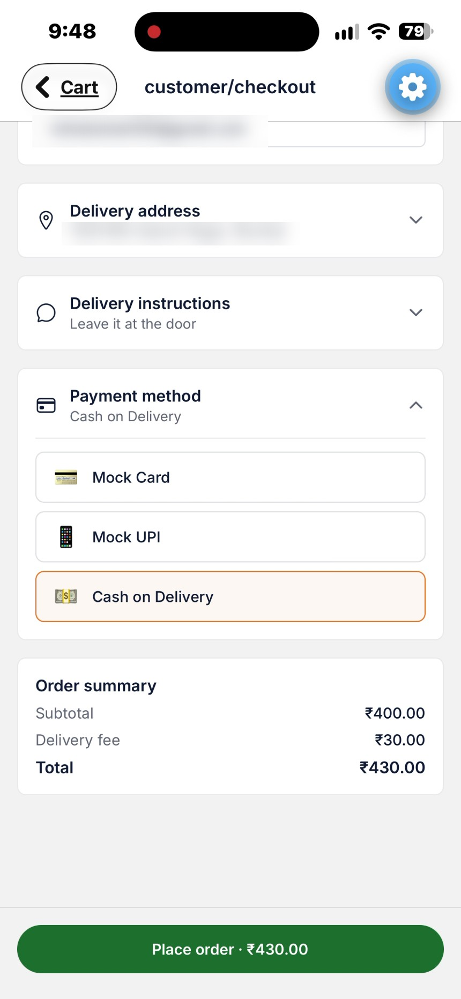 9:48
79
Cart
customer/checkout
Delivery address
Delivery instructions
Leave it at the door
Payment method
Cash on Delivery
Mock Card
Mock UPI
Cash on Delivery
Order summary
Subtotal ₹400.00
Delivery fee ₹30.00
Total ₹430.00
Place order · ₹430.00